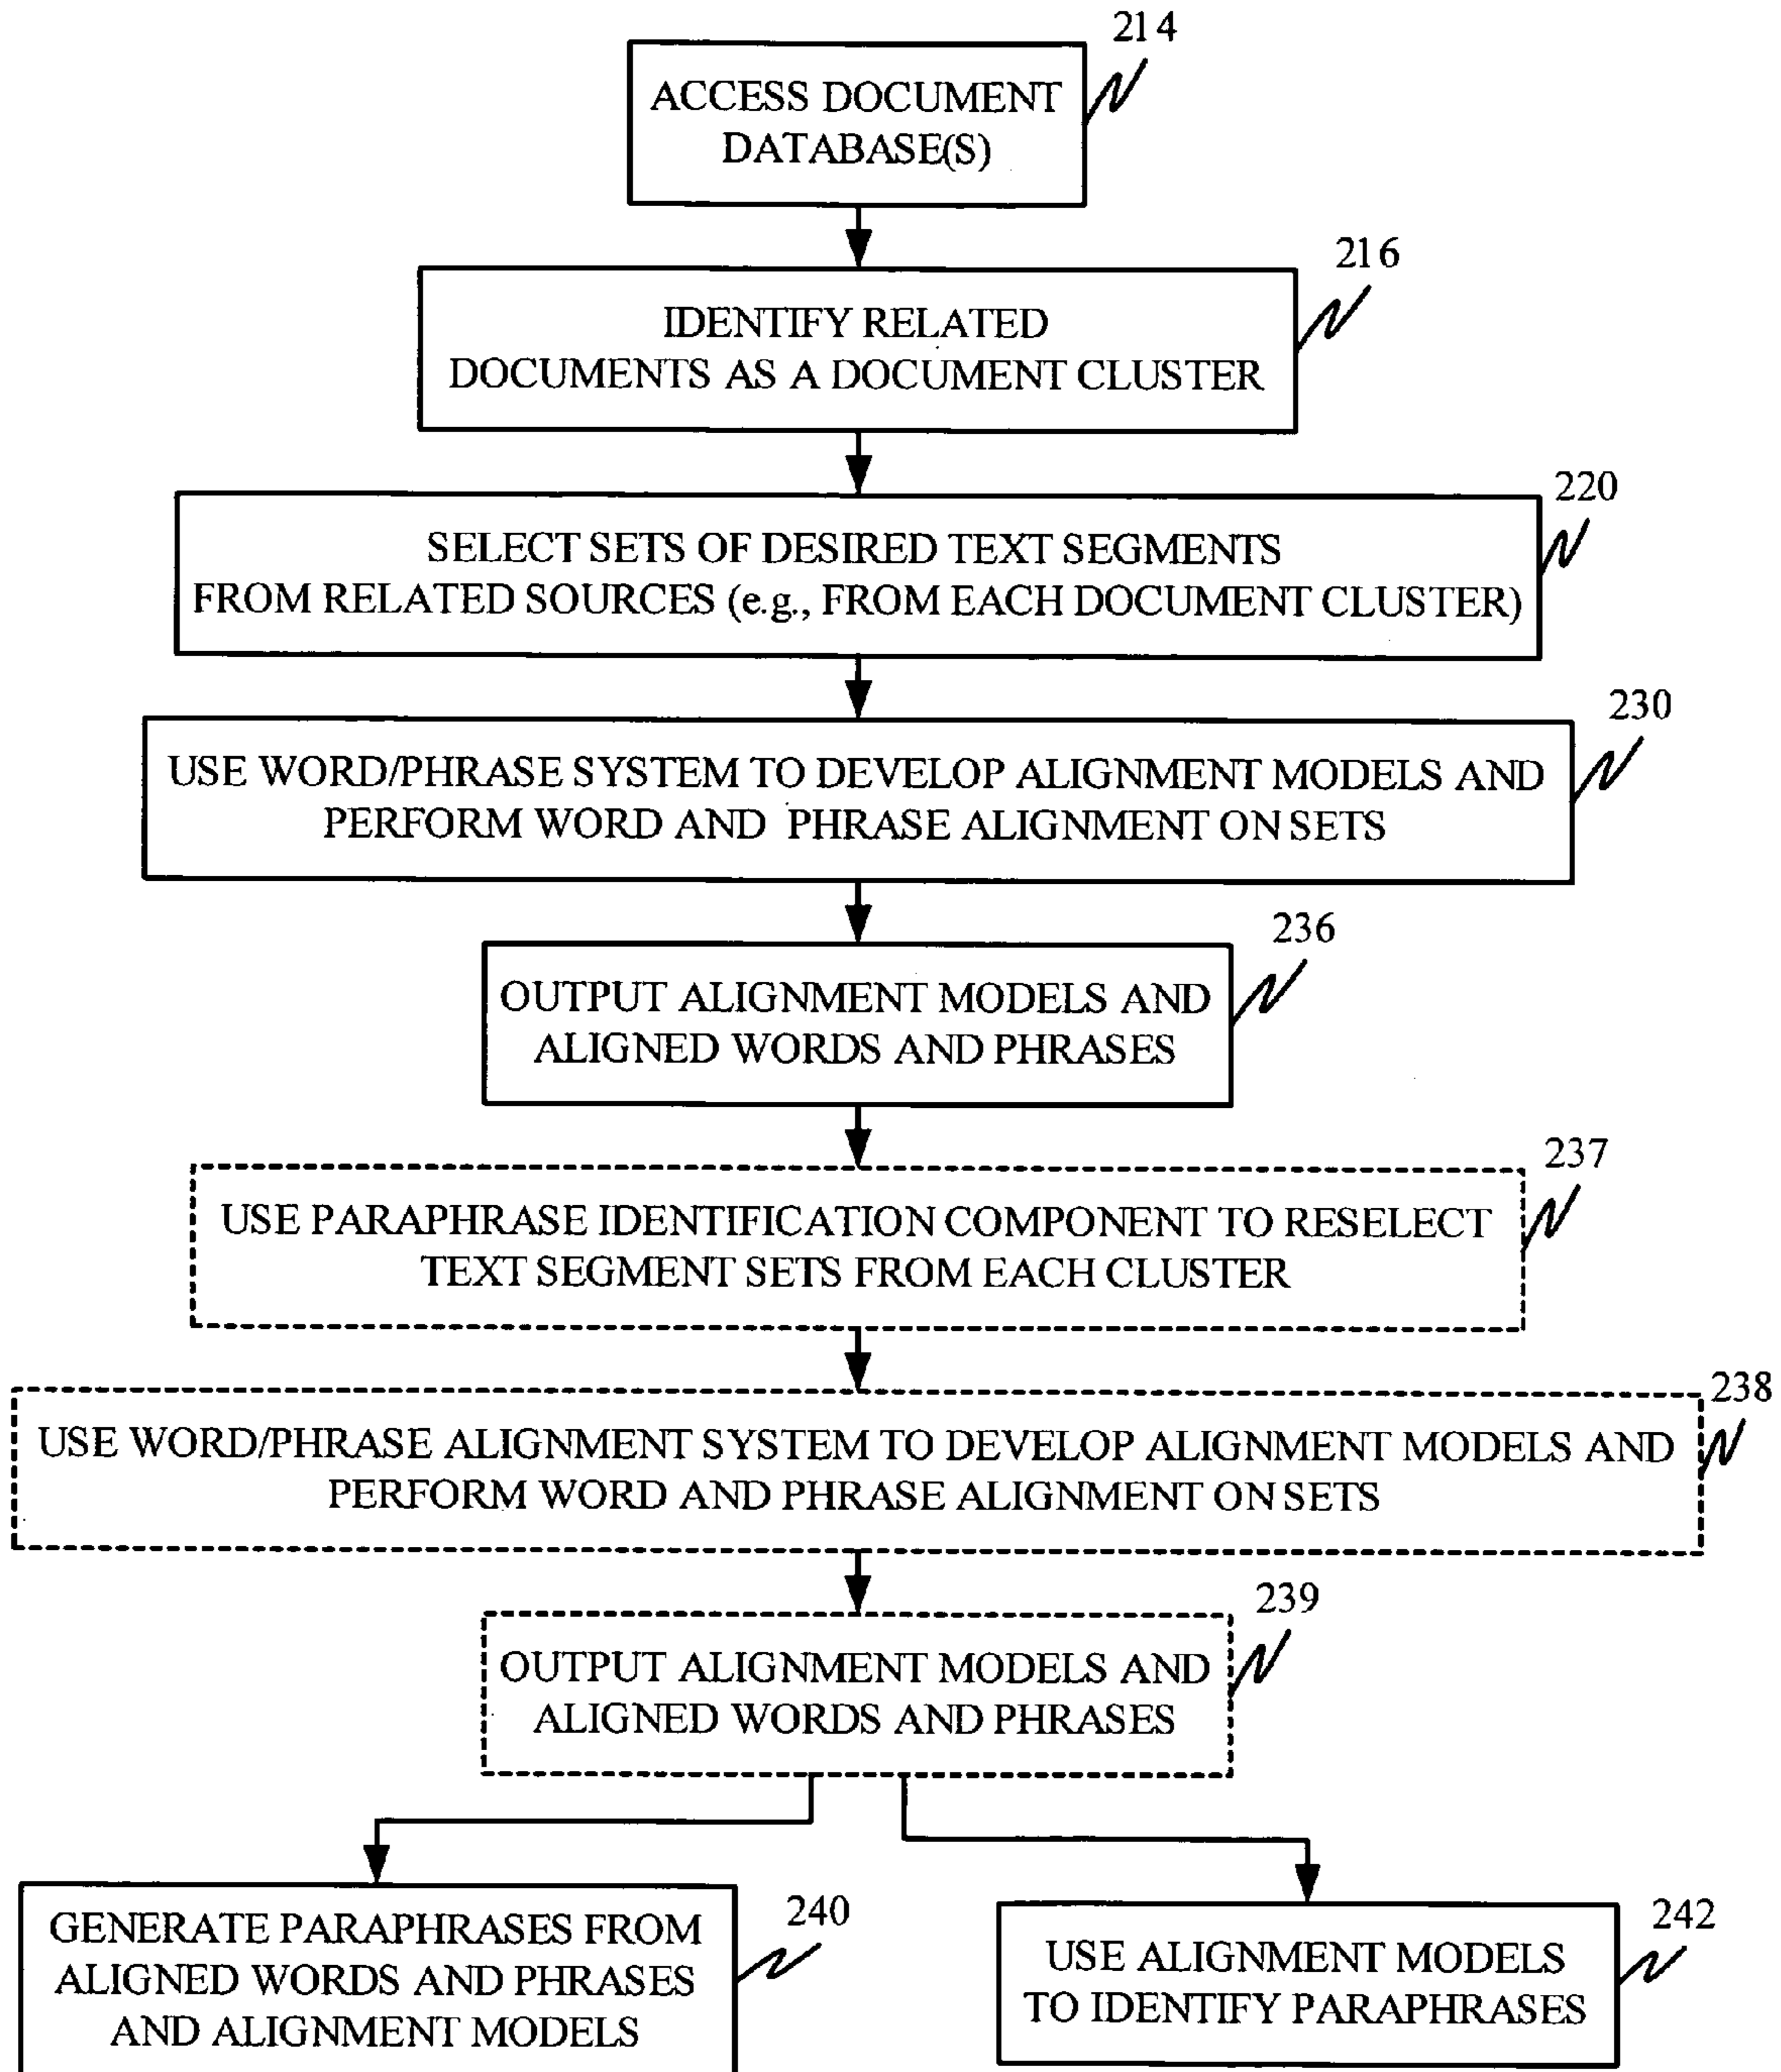 214
ACCESS DOCUMENT
DATABASE(S)
216
IDENTIFY RELATED
DOCUMENTS AS A DOCUMENT CLUSTER
220
SELECT SETS OF DESIRED TEXT SEGMENTS
FROM RELATED SOURCES (e.g., FROM EACH DOCUMENT CLUSTER)
230
USE WORD/PHRASE SYSTEM TO DEVELOP ALIGNMENT MODELS AND
PERFORM WORD AND PHRASE ALIGNMENT ON SETS
236
OUTPUT ALIGNMENT MODELS AND
ALIGNED WORDS AND PHRASES
237
USE PARAPHRASE IDENTIFICATION COMPONENT TO RESELECT
TEXT SEGMENT SETS FROM EACH CLUSTER
238
USE WORD/PHRASE ALIGNMENT SYSTEM TO DEVELOP ALIGNMENT MODELS AND
PERFORM WORD AND PHRASE ALIGNMENT ON SETS
239
OUTPUT ALIGNMENT MODELS AND
ALIGNED WORDS AND PHRASES
240
GENERATE PARAPHRASES FROM
ALIGNED WORDS AND PHRASES
AND ALIGNMENT MODELS
242
USE ALIGNMENT MODELS
TO IDENTIFY PARAPHRASES